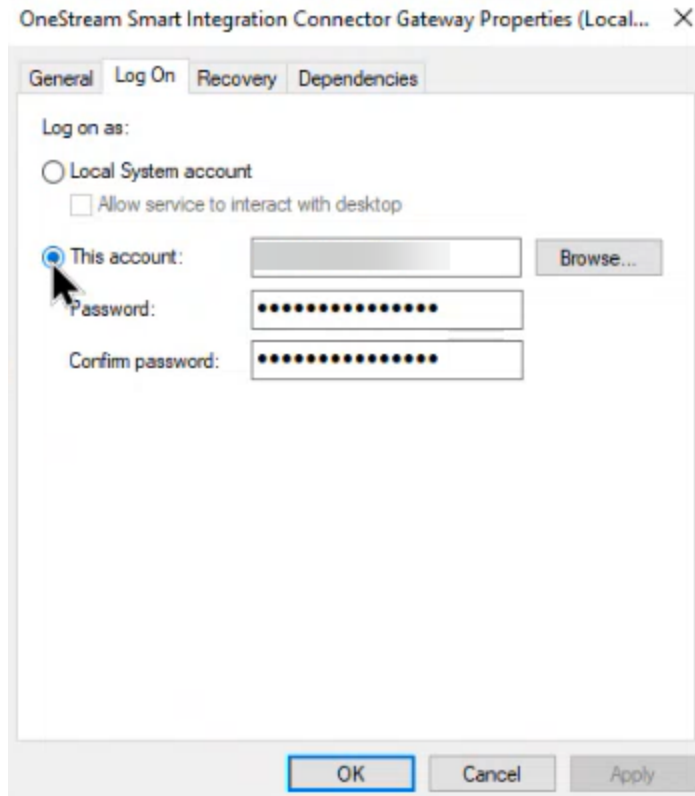 OneStream Smart Integration Connector Gateway Properties (Local...
General Log On Recovery Dependencies
Log on as:
Local System account
Allow service to interact with desktop
This account: Browse...
Password: •••••••••••••••
Confirm password: •••••••••••••••
OK Cancel Apply